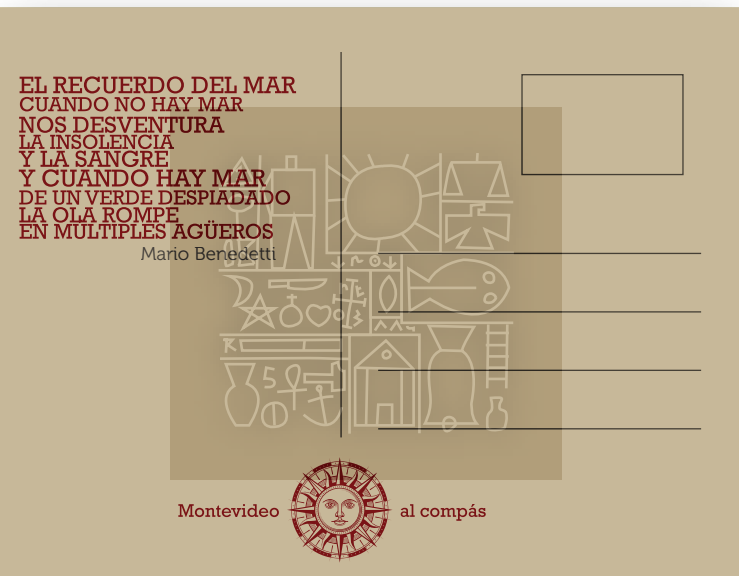 EL RECUERDO DEL MAR
CUANDO NO HAY MAR
NOS DESVENTURA
LA INSOLENCIA
Y LA SANGRE
Y CUANDO HAY MAR
DE UN VERDE DESPIADADO
LA OLA ROMPE
EN MULTIPLES AGÜEROS
Mario Benedetti
Montevideo al compás